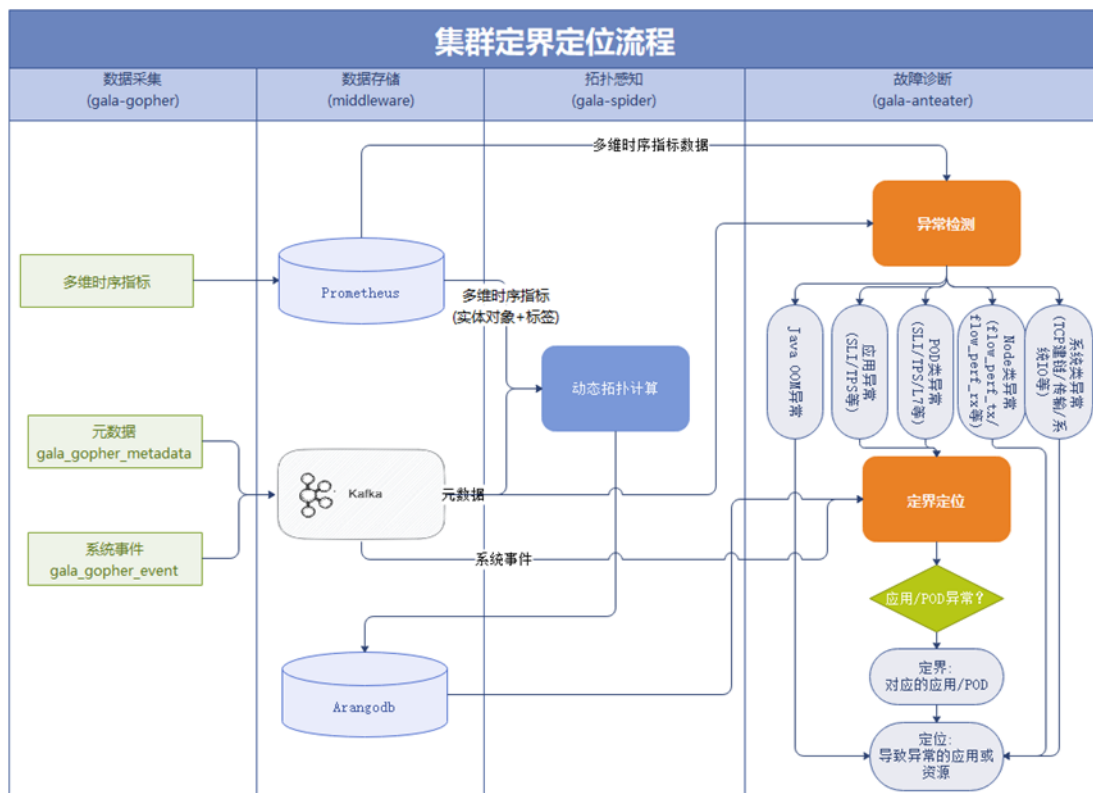 集群定界定位流程
数据采集
(gala-gopher)
数据存储
(middleware)
拓扑感知
(gala-spider)
故障诊断
(gala-anteater)
多维时序指标数据
异常检测
多维时序指标
Prometheus
多维时序指标
(实体对象+标签)
Java OOM异常
应用异常
(SLI/TPS等)
POD类异常
(SLI/TPS/L7等)
Node类异常
(flow_perf_tx/
flow_perf_rx等)
系统类异常
(TCP建链/传输/系
统IO等)
动态拓扑计算
元数据
gala_gopher_metadata
Kafka
元数据
定界定位
系统事件
gala_gopher_event
系统事件
应用/POD异常?
定界:
对应的应用/POD
Arangodb
定位:
导致异常的应用或
资源